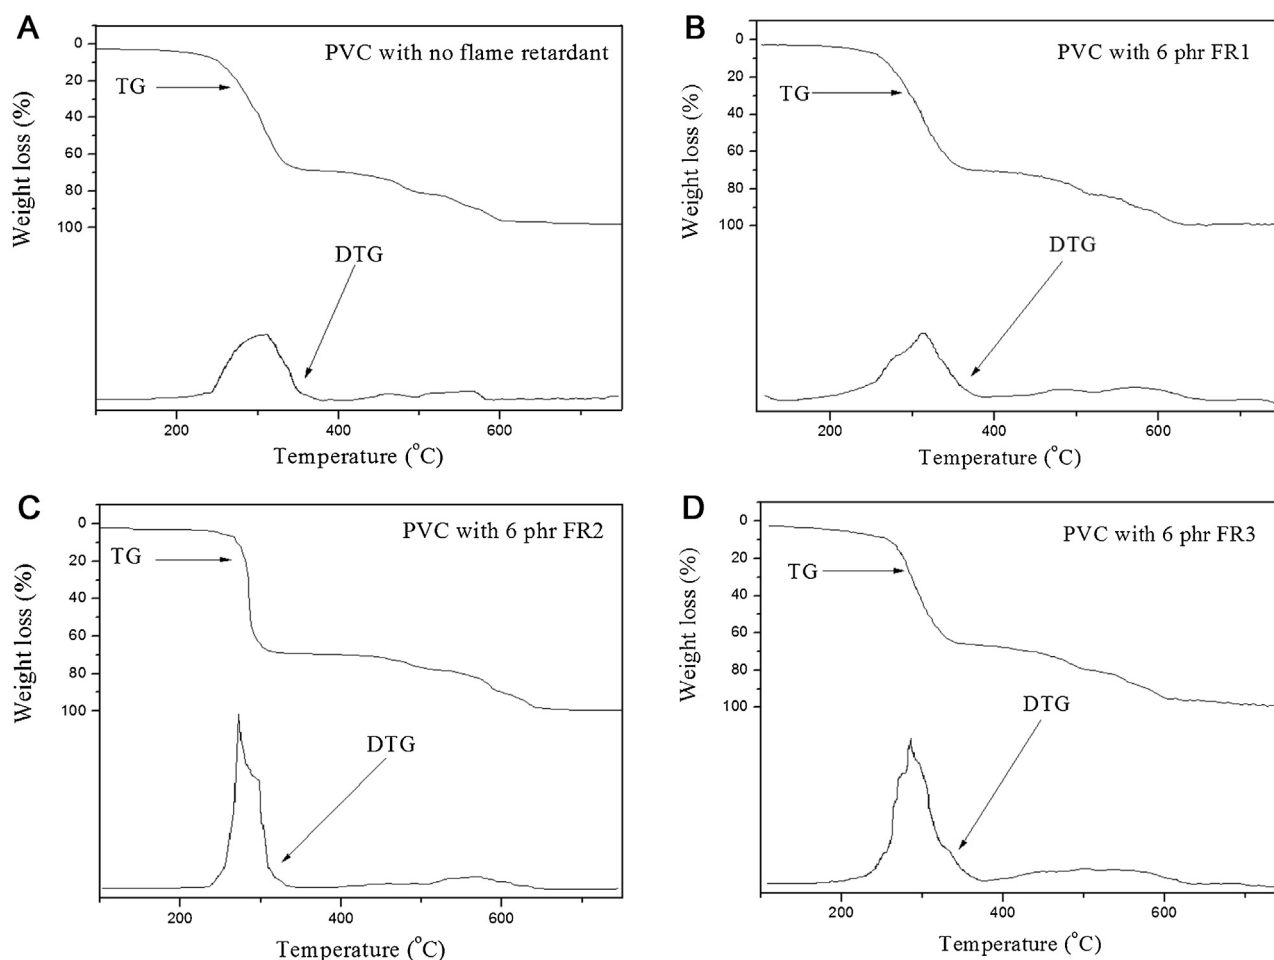 A
PVC with no flame retardant
TG
DTG
0
20
40
60
80
100
Weight loss (%)
200
400
600
Temperature (°C)
B
PVC with 6 phr FR1
TG
DTG
0
20
40
60
80
100
Weight loss (%)
200
400
600
Temperature (°C)
C
PVC with 6 phr FR2
TG
DTG
0
20
40
60
80
100
Weight loss (%)
200
400
600
Temperature (°C)
D
PVC with 6 phr FR3
TG
DTG
0
20
40
60
80
100
Weight loss (%)
200
400
600
Temperature (°C)